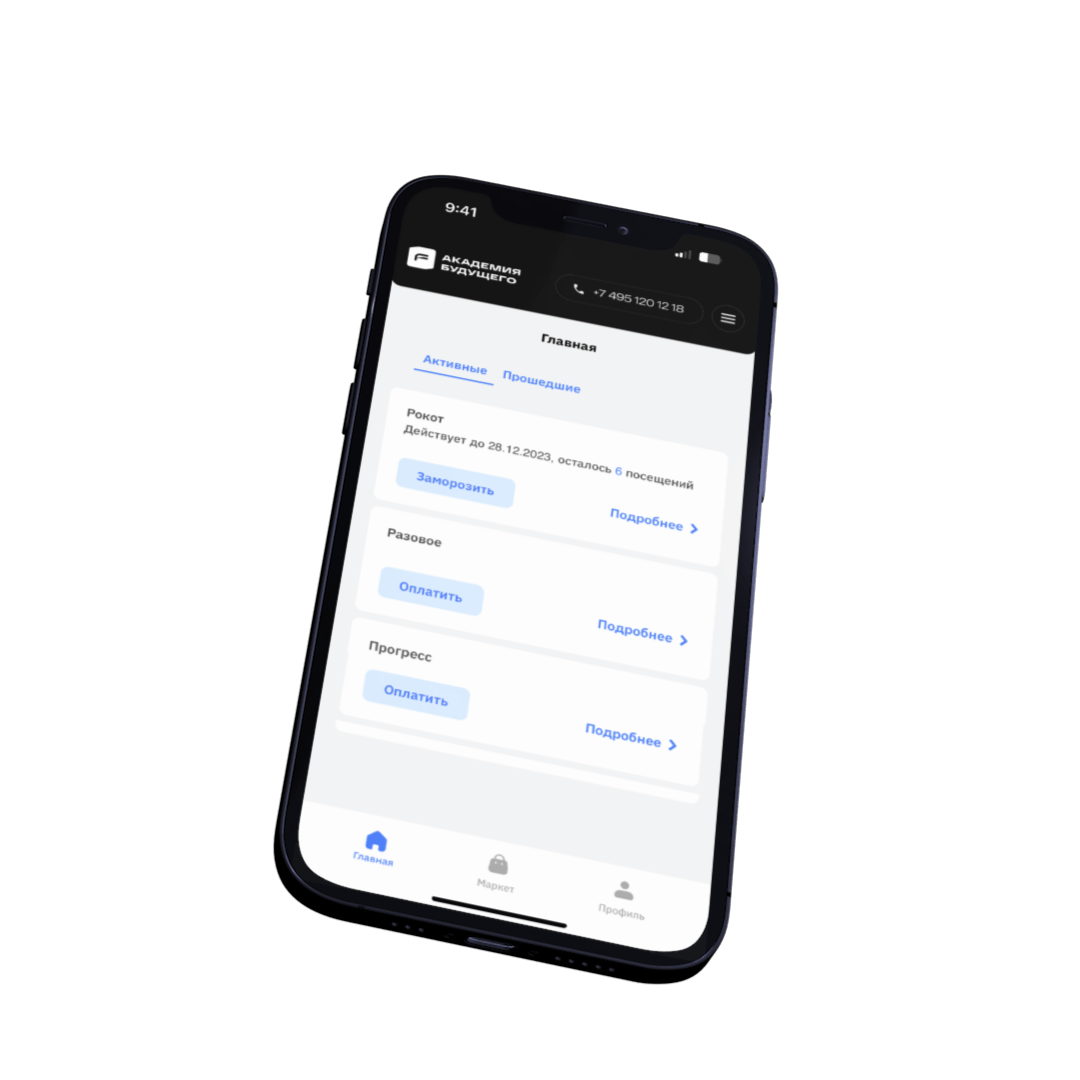 9:41
АКАДЕМИЯ
БУДУЩЕГО
+7 495 120 12 18
Главная
Активные Прошедшие
Рокот
Действует до 28.12.2023, осталось 6 посещений
Заморозить
Подробнее
Разовое
Оплатить
Подробнее
Прогресс
Оплатить
Подробнее
Главная
Маркет
Профиль